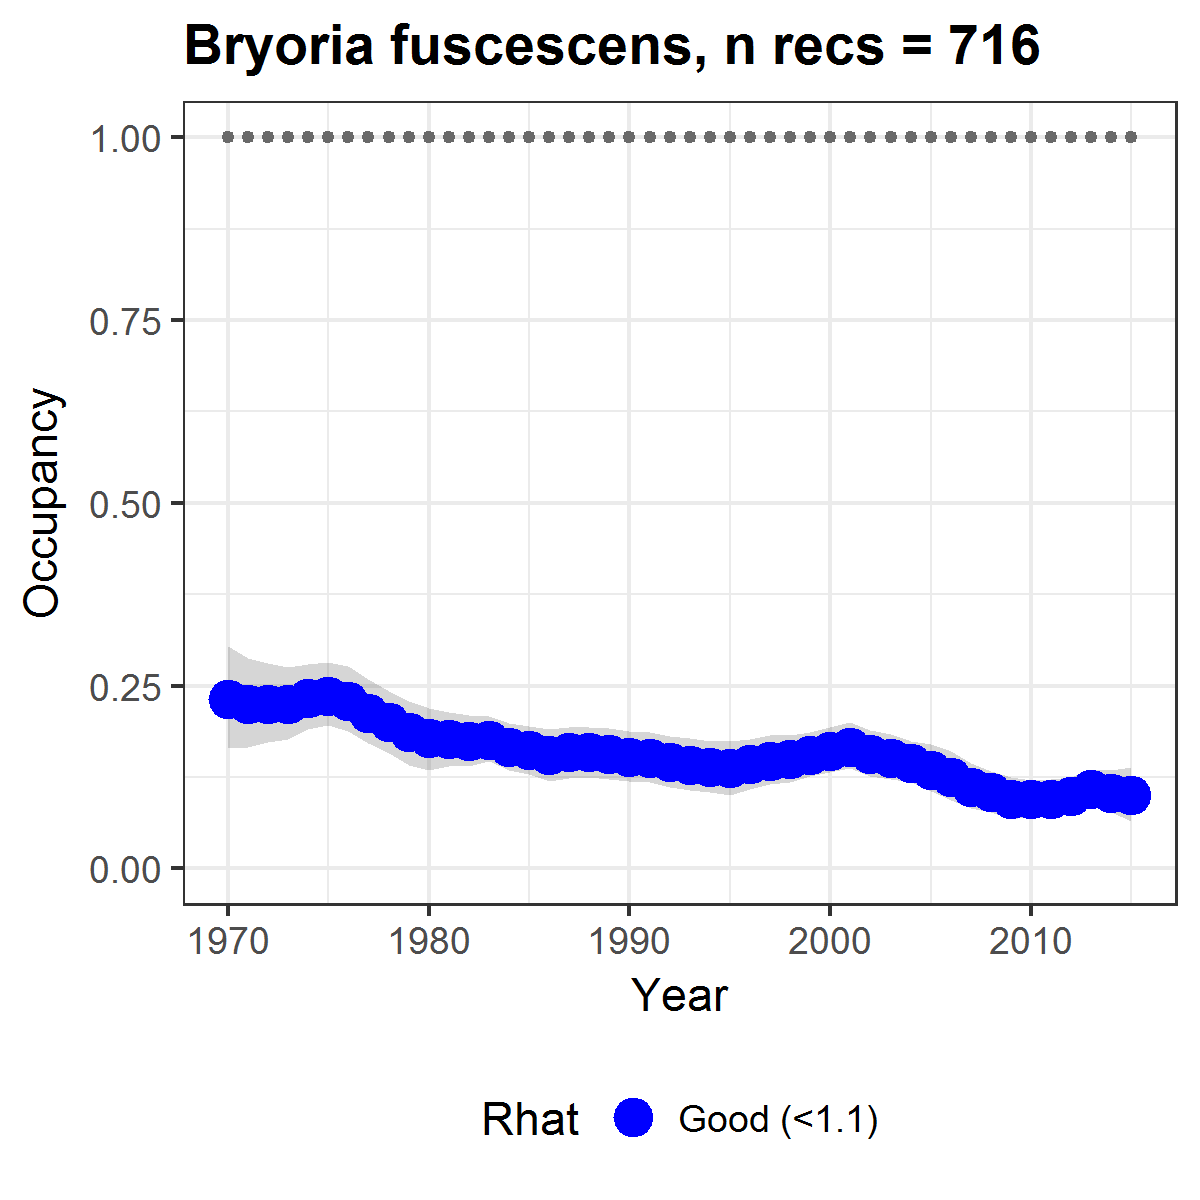 Bryoria fuscescens, n recs = 716
1.00
0.75
0.50
0.25
0.00
Occupancy
1970 1980 1990 2000 2010
Year
Rhat Good (<1.1)